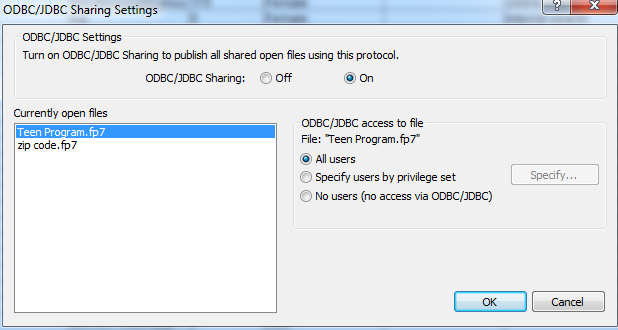 ODBC/JDBC Sharing Settings
ODBC/JDBC Settings
Turn on ODBC/JDBC Sharing to publish all shared open files using this protocol.
ODBC/JDBC Sharing: Off On
Currently open files
Teen Program.fp7
zip code.fp7
ODBC/JDBC access to file
File: "Teen Program.fp7"
All users
Specify users by privilege set
Specify...
No users (no access via ODBC/JDBC)
OK
Cancel